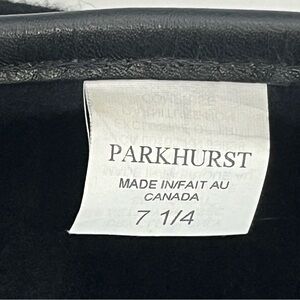 PARKHURST
MADE IN/FAIT AU
CANADA
7 1/4